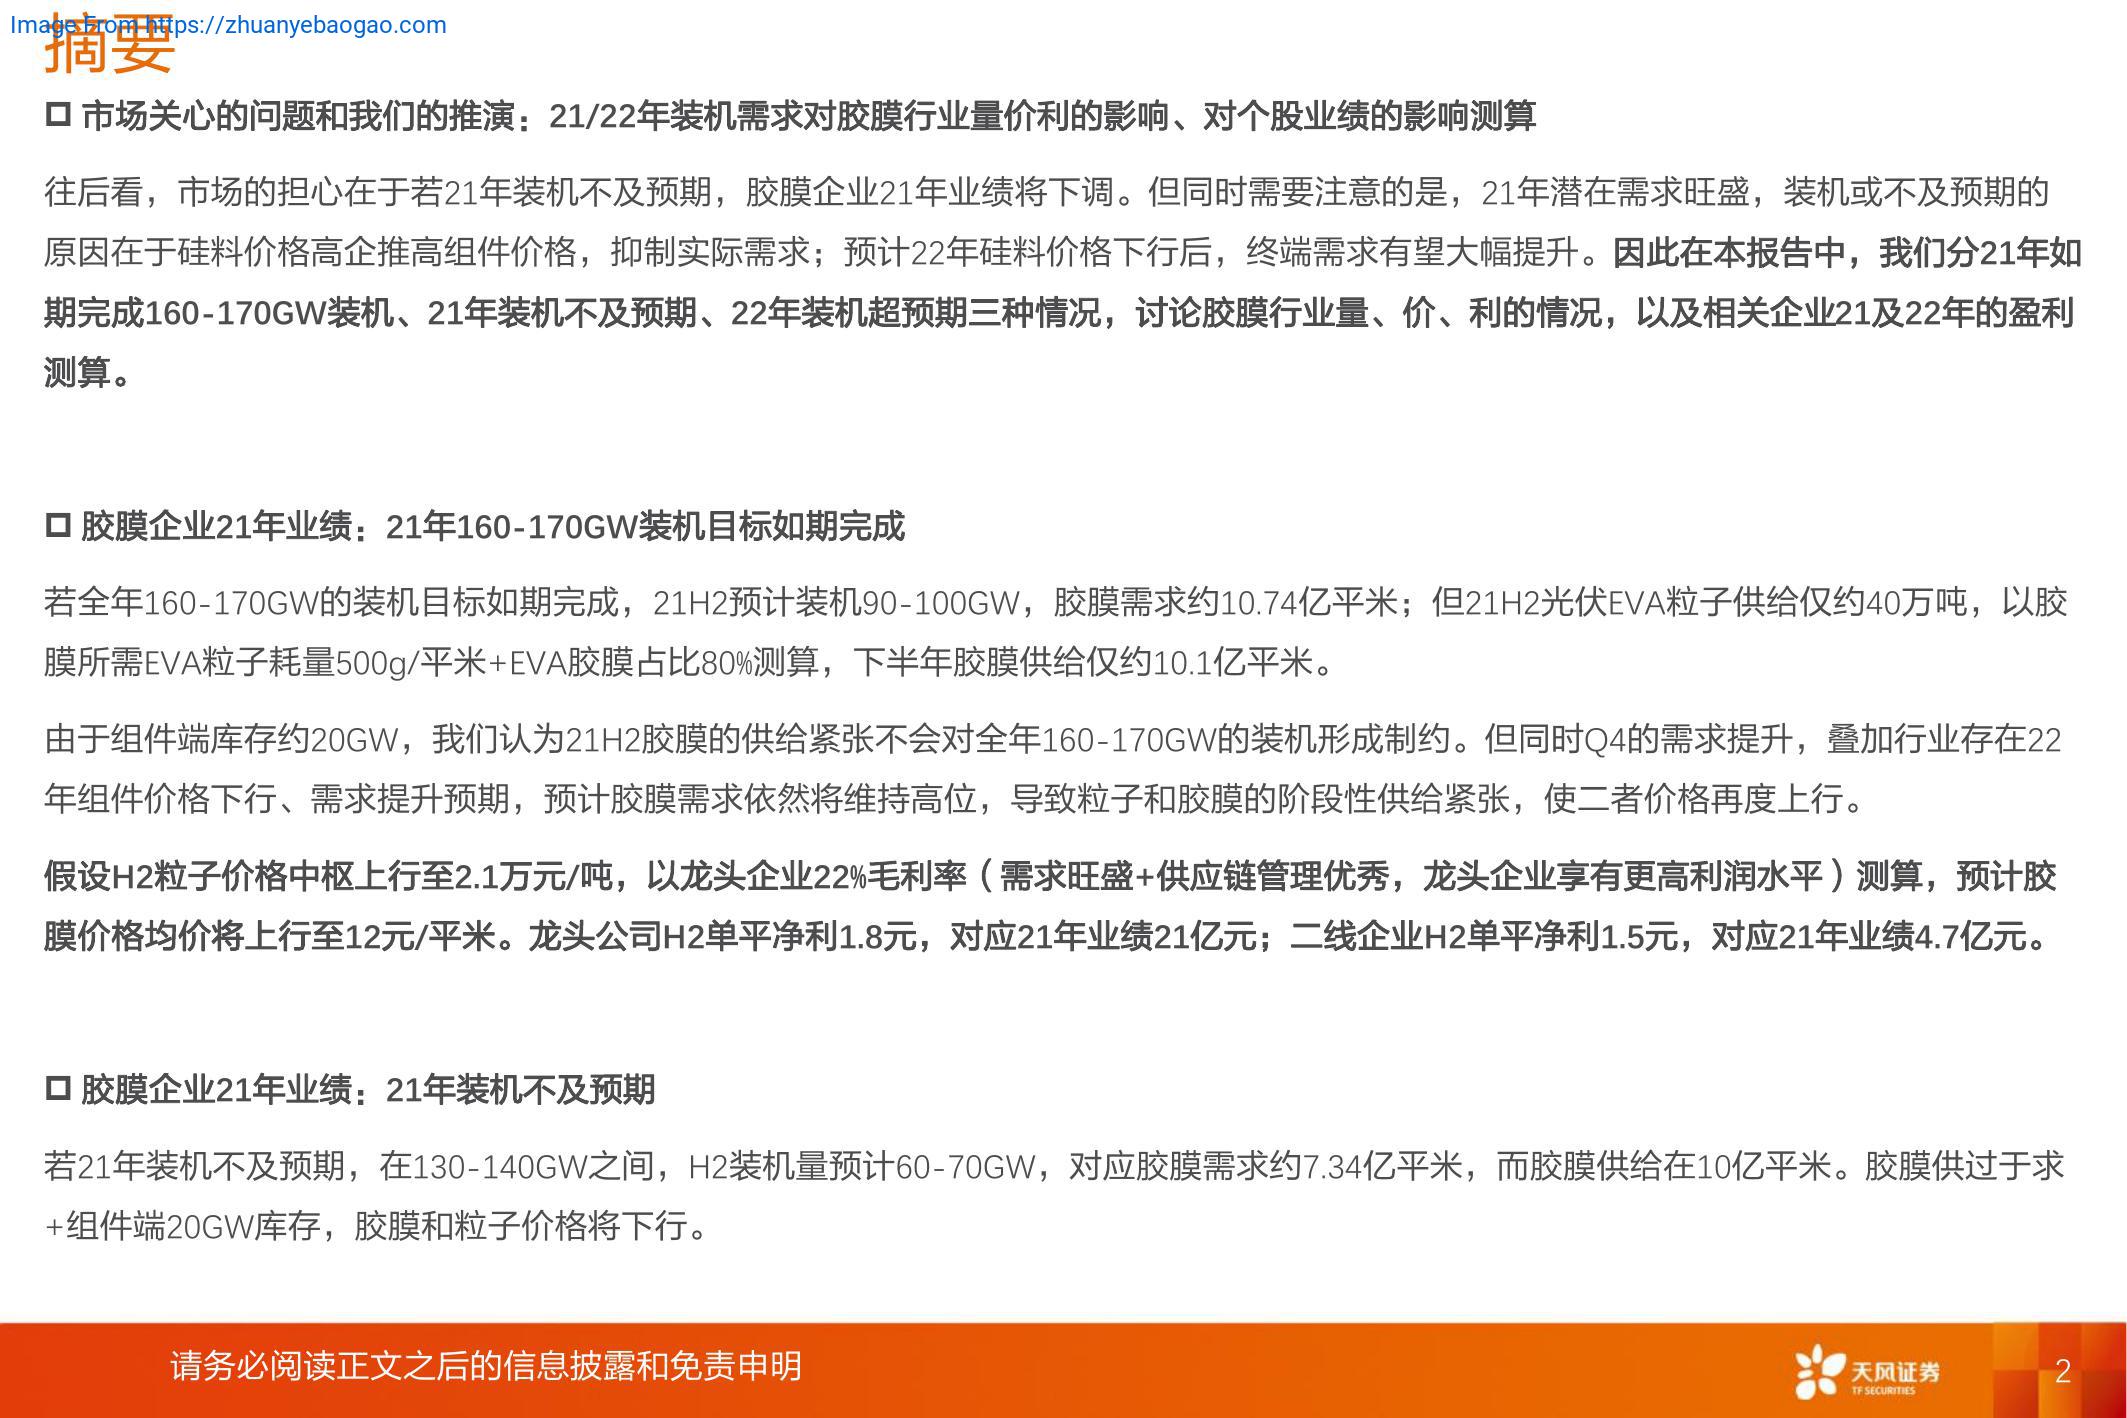 Image From https://zhuanyebaogao.com
摘要
市场关心的问题和我们的推演：21/22年装机需求对胶膜行业量价利的影响、对个股业绩的影响测算
往后看，市场的担心在于若21年装机不及预期，胶膜企业21年业绩将下调。但同时需要注意的是，21年潜在需求旺盛，装机或不及预期的
原因在于硅料价格高企推高组件价格，抑制实际需求；预计22年硅料价格下行后，终端需求有望大幅提升。因此在本报告中，我们分21年如
期完成160-170GW装机、21年装机不及预期、22年装机超预期三种情况，讨论胶膜行业量、价、利的情况，以及相关企业21及22年的盈利
测算。
胶膜企业21年业绩：21年160-170GW装机目标如期完成
若全年160-170GW的装机目标如期完成，21H2预计装机90-100GW，胶膜需求约10.74亿平米；但21H2光伏EVA粒子供给仅约40万吨，以胶
膜所需EVA粒子耗量500g/平米+EVA胶膜占比80%测算，下半年胶膜供给仅约10.1亿平米。
由于组件端库存约20GW，我们认为21H2胶膜的供给紧张不会对全年160-170GW的装机形成制约。但同时Q4的需求提升，叠加行业存在22
年组件价格下行、需求提升预期，预计胶膜需求依然将维持高位，导致粒子和胶膜的阶段性供给紧张，使二者价格再度上行。
假设H2粒子价格中枢上行至2.1万元/吨，以龙头企业22%毛利率（需求旺盛+供应链管理优秀，龙头企业享有更高利润水平）测算，预计胶
膜价格均价将上行至12元/平米。龙头公司H2单平净利1.8元，对应21年业绩21亿元；二线企业H2单平净利1.5元，对应21年业绩4.7亿元。
胶膜企业21年业绩：21年装机不及预期
若21年装机不及预期，在130-140GW之间，H2装机量预计60-70GW，对应胶膜需求约7.34亿平米，而胶膜供给在10亿平米。胶膜供过于求
+组件端20GW库存，胶膜和粒子价格将下行。
请务必阅读正文之后的信息披露和免责申明
天风证券
TF SECURITIES
2